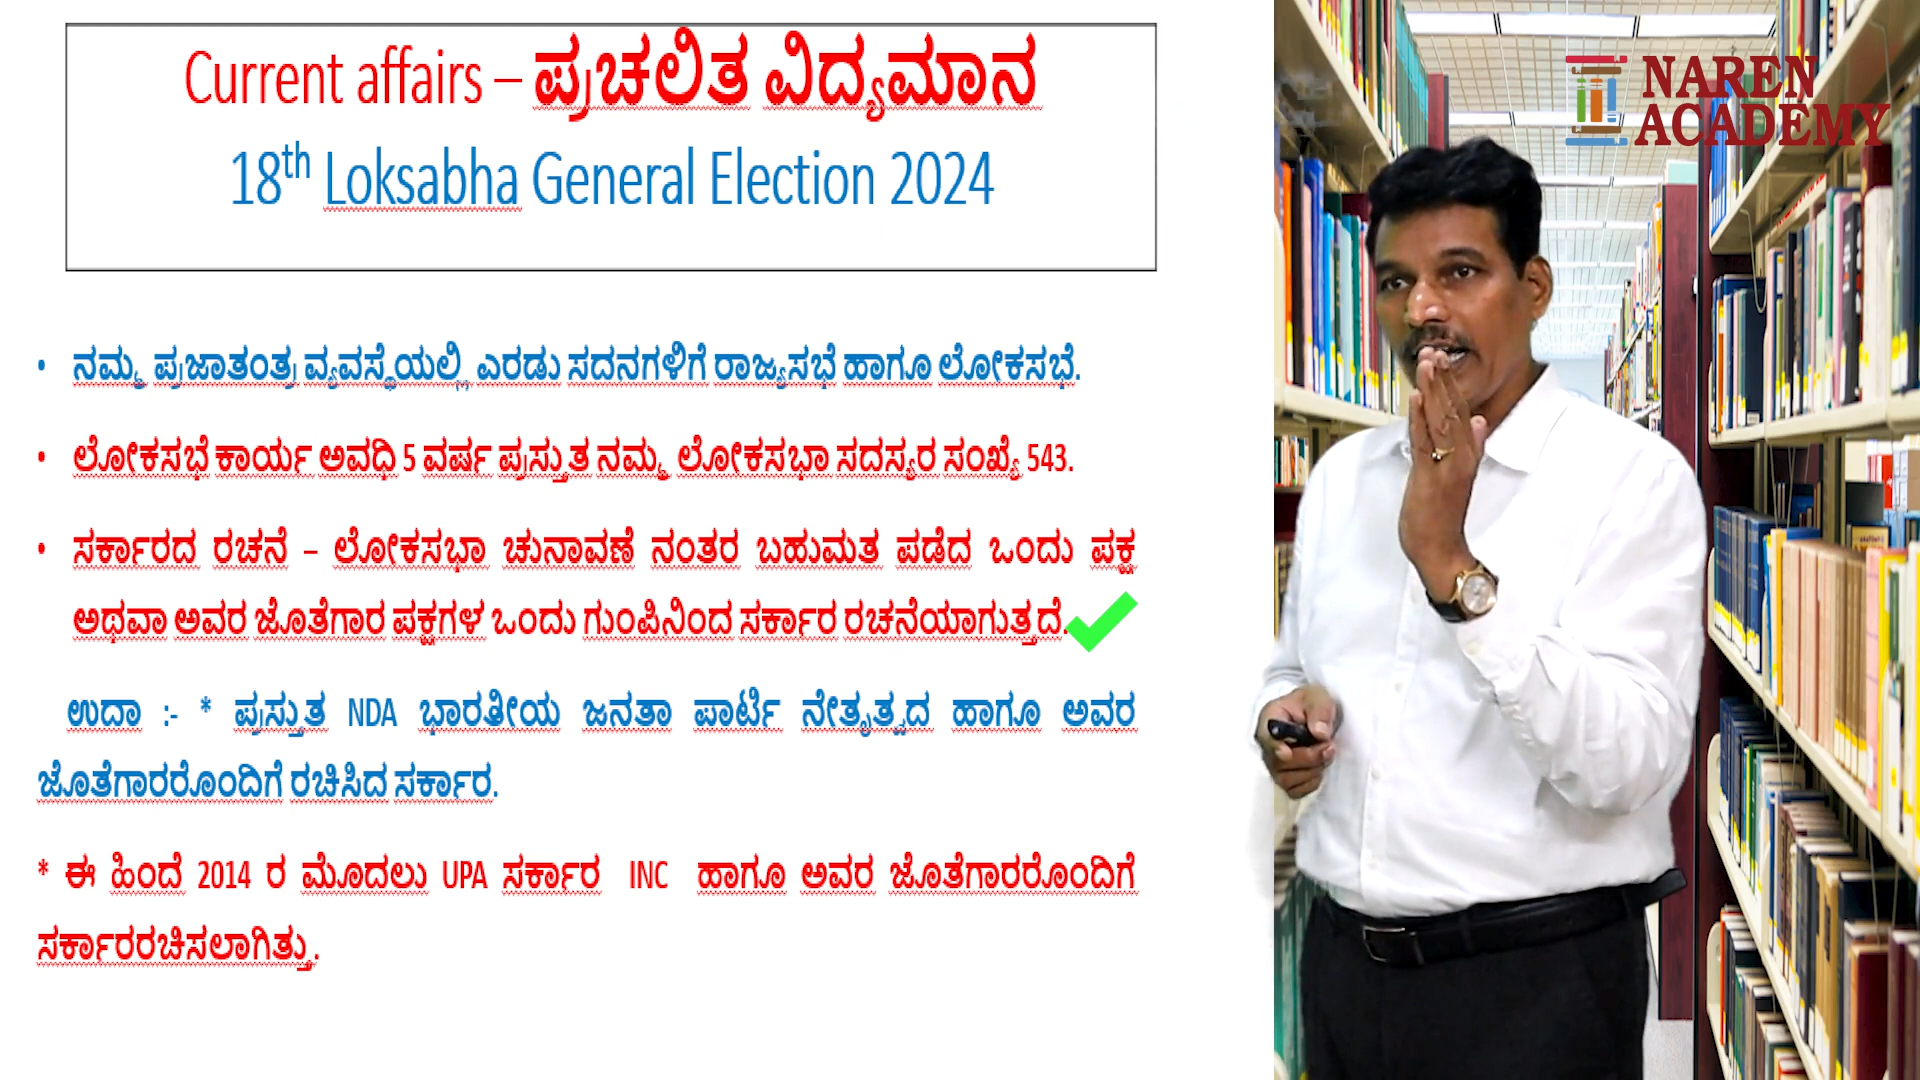 Current affairs – ಪ್ರಚಲಿತ ವಿದ್ಯಮಾನ
18th Loksabha General Election 2024
NAREN
ACADEMY
• ನಮ್ಮ ಪ್ರಜಾತಂತ್ರ ವ್ಯವಸ್ಥೆಯಲ್ಲಿ ಎರಡು ಸದನಗಳಿಗೆ ರಾಜ್ಯಸಭೆ ಹಾಗೂ ಲೋಕಸಭೆ.
• ಲೋಕಸಭೆ ಕಾರ್ಯ ಅವಧಿ 5 ವರ್ಷ ಪ್ರಸ್ತುತ ನಮ್ಮ ಲೋಕಸಭಾ ಸದಸ್ಯರ ಸಂಖ್ಯೆ 543.
• ಸರ್ಕಾರದ ರಚನೆ – ಲೋಕಸಭಾ ಚುನಾವಣೆ ನಂತರ ಬಹುಮತ ಪಡೆದ ಒಂದು ಪಕ್ಷ
ಅಥವಾ ಅವರ ಜೊತೆಗಾರ ಪಕ್ಷಗಳ ಒಂದು ಗುಂಪಿನಿಂದ ಸರ್ಕಾರ ರಚನೆಯಾಗುತ್ತದೆ.
ಉದಾ :- * ಪ್ರಸ್ತುತ NDA ಭಾರತೀಯ ಜನತಾ ಪಾರ್ಟಿ ನೇತೃತ್ವದ ಹಾಗೂ ಅವರ
ಜೊತೆಗಾರರೊಂದಿಗೆ ರಚಿಸಿದ ಸರ್ಕಾರ.
* ಈ ಹಿಂದೆ 2014 ರ ಮೊದಲು UPA ಸರ್ಕಾರ INC ಹಾಗೂ ಅವರ ಜೊತೆಗಾರರೊಂದಿಗೆ
ಸರ್ಕಾರರಚಿಸಲಾಗಿತ್ತು.